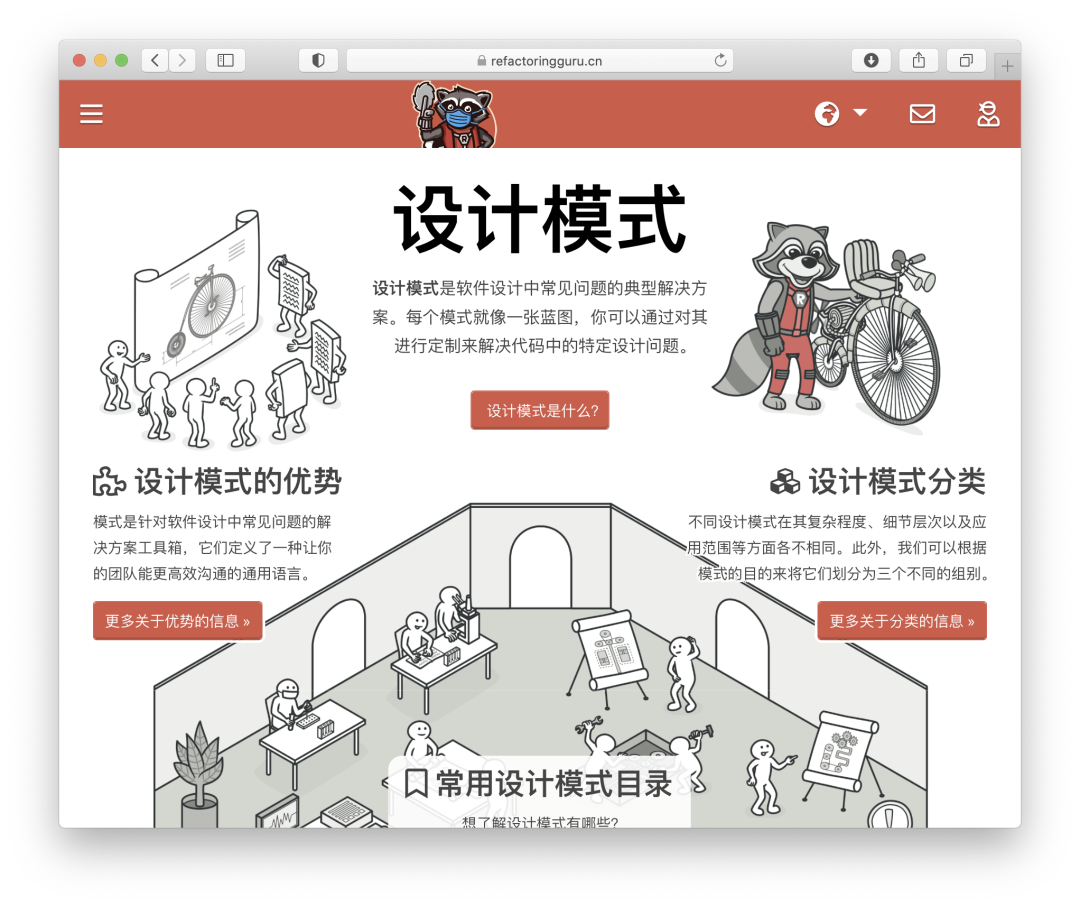 refactoringguru.cn
设计模式
设计模式是软件设计中常见问题的典型解决方
案。每个模式就像一张蓝图，你可以通过对其
进行定制来解决代码中的特定设计问题。
R
设计模式是什么?
设计模式的优势
模式是针对软件设计中常见问题的解
决方案工具箱，它们定义了一种让你
的团队能更高效沟通的通用语言。
更多关于优势的信息 »
设计模式分类
不同设计模式在其复杂程度、细节层次以及应
用范围等方面各不相同。此外，我们可以根据
模式的目的来将它们划分为三个不同的组别。
更多关于分类的信息 »
常用设计模式目录
想了解设计模式有哪些?